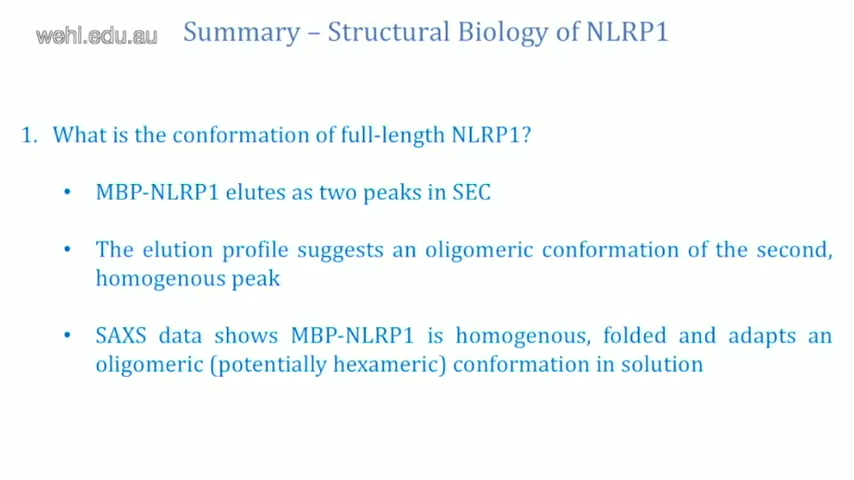 wehi.edu.au
Summary – Structural Biology of NLRP1
1. What is the conformation of full-length NLRP1?
• MBP-NLRP1 elutes as two peaks in SEC
• The elution profile suggests an oligomeric conformation of the second,
homogenous peak
• SAXS data shows MBP-NLRP1 is homogenous, folded and adapts an
oligomeric (potentially hexameric) conformation in solution